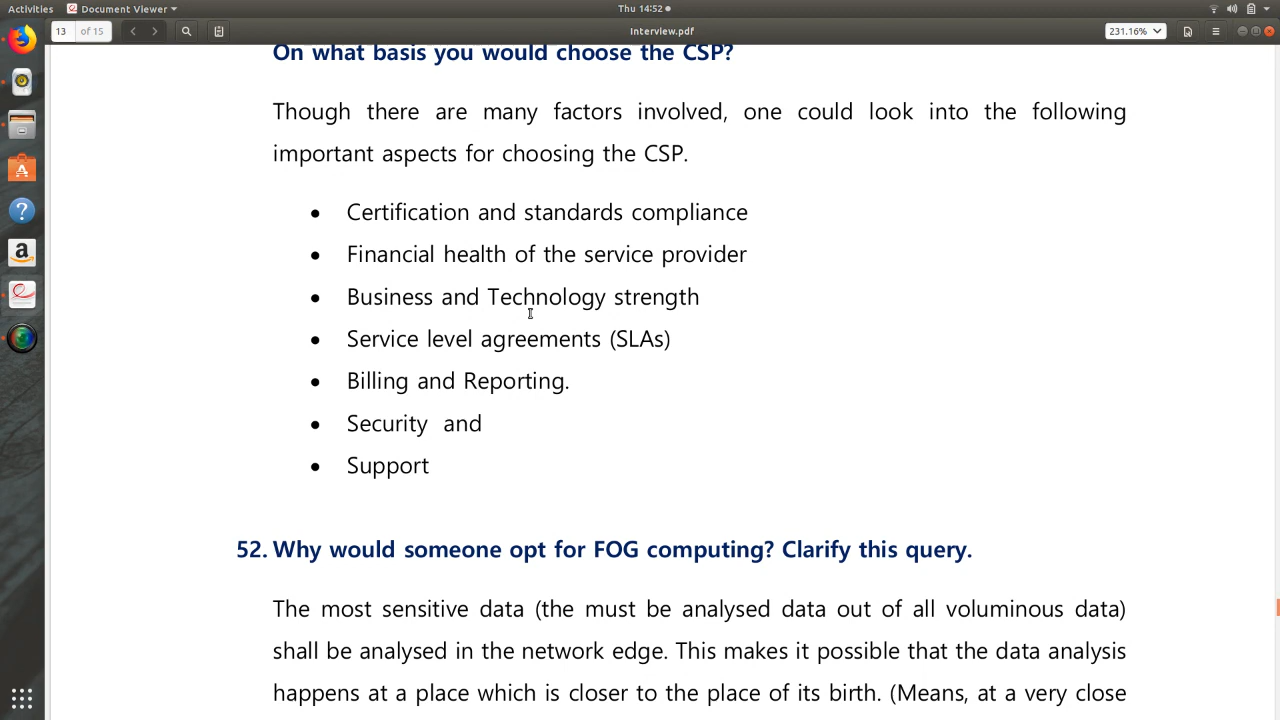 Activities
Document Viewer
Thu 14:52
13
of 15
Interview.pdf
231.16%
On what basis you would choose the CSP?
Though there are many factors involved, one could look into the following
important aspects for choosing the CSP.
• Certification and standards compliance
• Financial health of the service provider
• Business and Technology strength
• Service level agreements (SLAs)
• Billing and Reporting.
• Security and
• Support
52. Why would someone opt for FOG computing? Clarify this query.
The most sensitive data (the must be analysed data out of all voluminous data)
shall be analysed in the network edge. This makes it possible that the data analysis
happens at a place which is closer to the place of its birth. (Means, at a very close